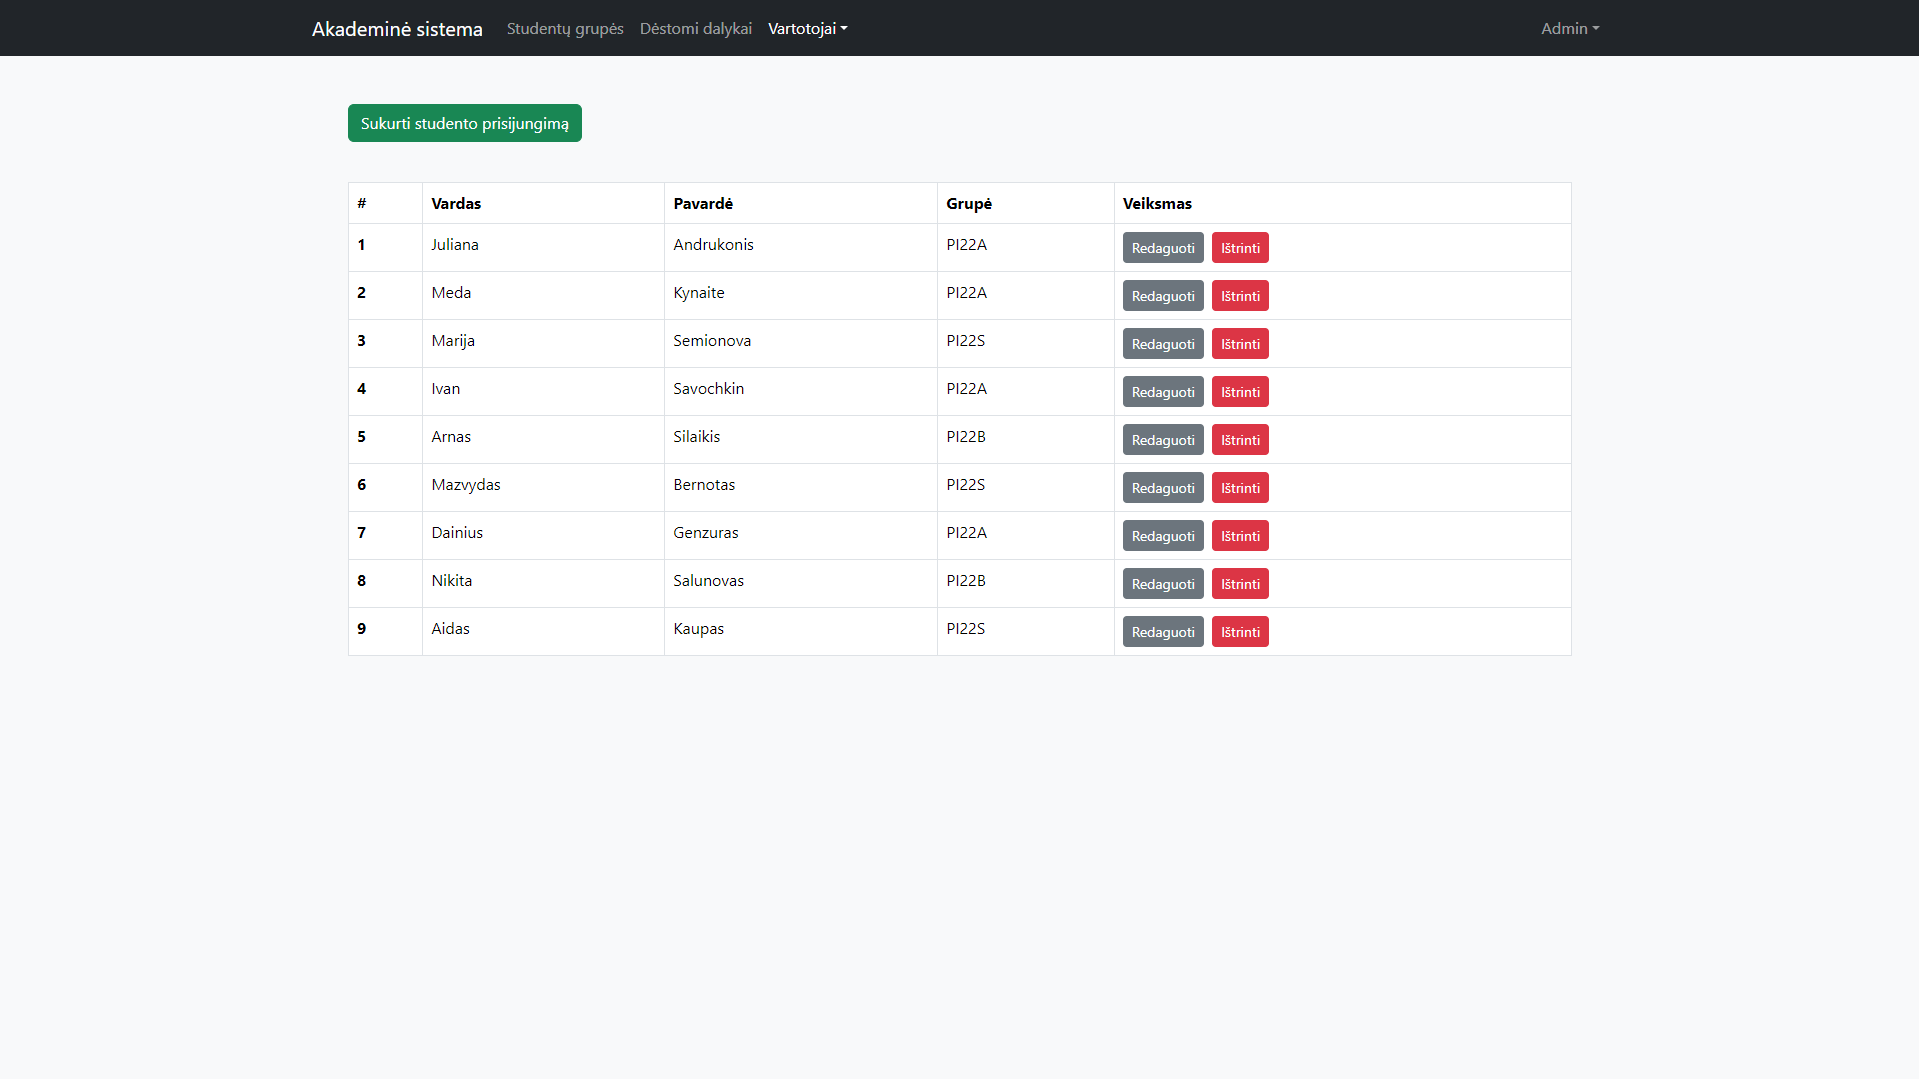 Akademinė sistema Studentų grupės Dėstomi dalykai Vartotojai Admin
Sukurti studento prisijungimą
# Vardas Pavardė Grupė Veiksmas
1 Juliana Andrukonis PI22A Redaguoti Ištrinti
2 Meda Kynaite PI22A Redaguoti Ištrinti
3 Marija Semionova PI22S Redaguoti Ištrinti
4 Ivan Savochkin PI22A Redaguoti Ištrinti
5 Arnas Silaikis PI22B Redaguoti Ištrinti
6 Mazvydas Bernotas PI22S Redaguoti Ištrinti
7 Dainius Genzuras PI22A Redaguoti Ištrinti
8 Nikita Salunovas PI22B Redaguoti Ištrinti
9 Aidas Kaupas PI22S Redaguoti Ištrinti